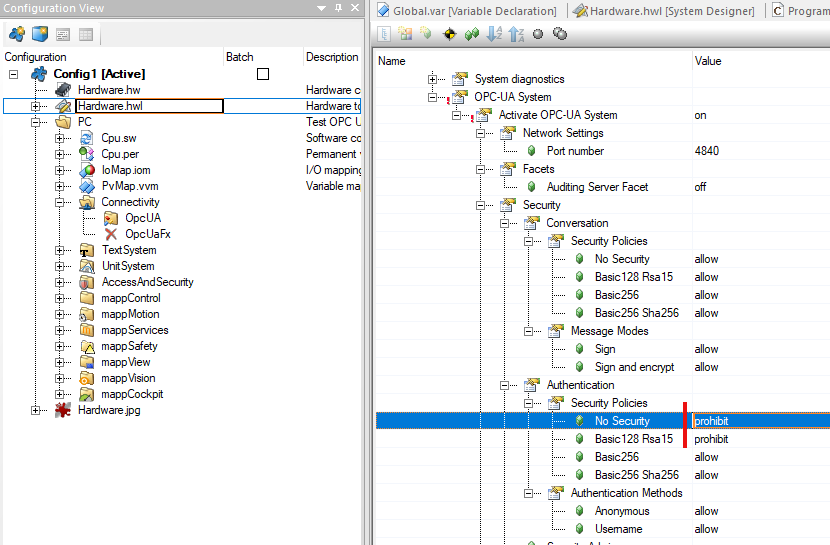 Configuration View
Configuration Batch Description
Config1 [Active]
Hardware.hw Hardware c
Hardware.hwl Hardware to
PC Test OPC U
Cpu.sw Software co
Cpu.per Permanent v
IoMap.iom I/O mapping
PvMap.vvm Variable ma
Connectivity
OpcUA
OpcUaFx
TextSystem
UnitSystem
AccessAndSecurity
mappControl
mappMotion
mappServices
mappSafety
mappView
mappVision
mappCockpit
Hardware.jpg
Global.var [Variable Declaration] Hardware.hwl [System Designer] Program
Name Value
System diagnostics
OPC-UA System
Activate OPC-UA System on
Network Settings
Port number 4840
Facets
Auditing Server Facet off
Security
Conversation
Security Policies
No Security allow
Basic128 Rsa15 allow
Basic256 allow
Basic256 Sha256 allow
Message Modes
Sign allow
Sign and encrypt allow
Authentication
Security Policies
No Security prohibit
Basic128 Rsa15 prohibit
Basic256 allow
Basic256 Sha256 allow
Authentication Methods
Anonymous allow
Username allow